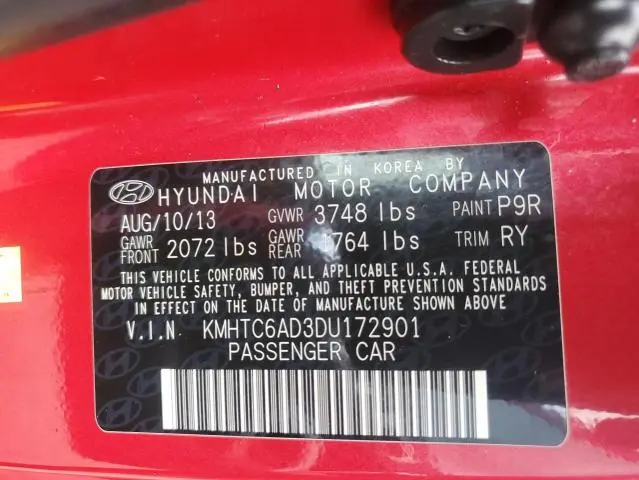 MANUFACTURED IN KOREA BY
HYUNDAI MOTOR COMPANY
AUG/10/13 GVWR 3748 lbs PAINT P9R
GAWR FRONT 2072 lbs GAWR REAR 1764 lbs TRIM RY
THIS VEHICLE CONFORMS TO ALL APPLICABLE U.S.A. FEDERAL
MOTOR VEHICLE SAFETY, BUMPER, AND THEFT PREVENTION STANDARDS
IN EFFECT ON THE DATE OF MANUFACTURE SHOWN ABOVE.
V.I.N. KMHTC6AD3DU172901
PASSENGER CAR